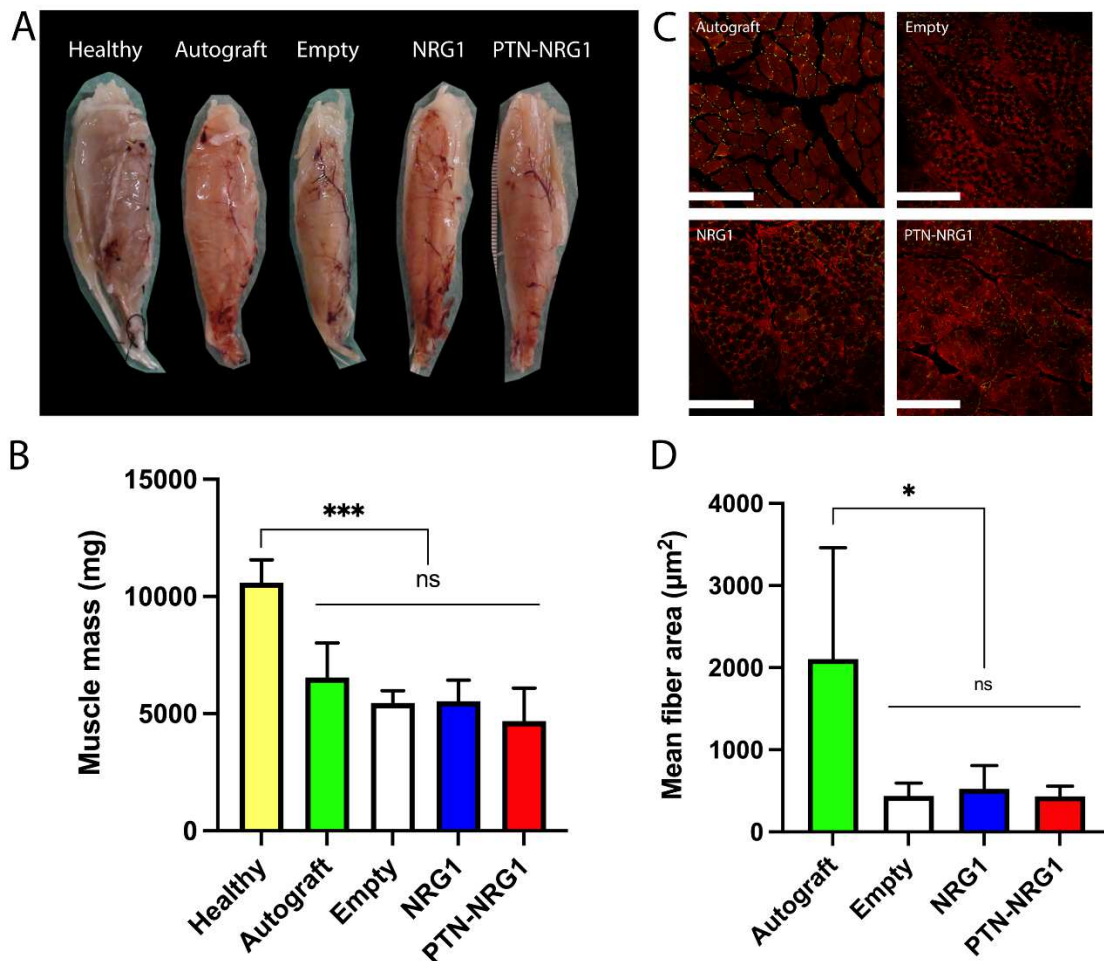 A
Healthy
Autograft
Empty
NRG1
PTN-NRG1
C
Autograft
Empty
NRG1
PTN-NRG1
B
Muscle mass (mg)
15000
10000
5000
0
***
ns
Healthy
Autograft
Empty
NRG1
PTN-NRG1
D
Mean fiber area (µm²)
4000
3000
2000
1000
0
*
ns
Autograft
Empty
NRG1
PTN-NRG1